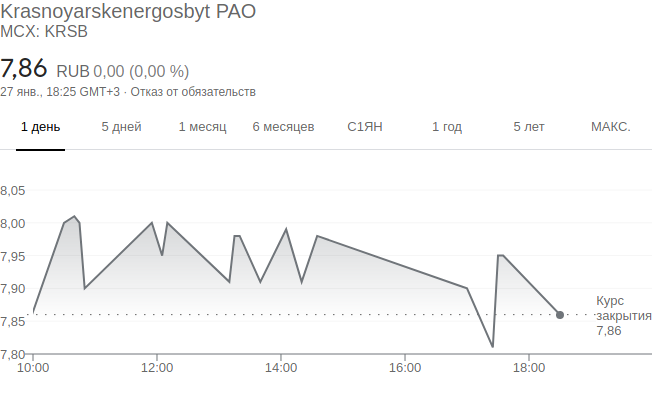 Krasnoyarskenergosbyt PAO
MCX: KRSB
7,86 RUB 0,00 (0,00 %)
27 янв., 18:25 GMT+3 · Отказ от обязательств
1 день 5 дней 1 месяц 6 месяцев С1ЯН 1 год 5 лет МАКС.
8,05
8,00
7,95
7,90
7,85
7,80
Курс
закрытия
7,86
10:00 12:00 14:00 16:00 18:00